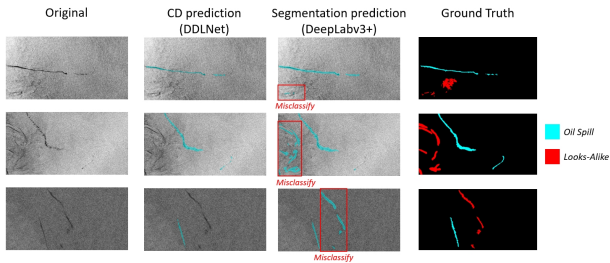 Original
CD prediction
(DDLNet)
Segmentation prediction
(DeepLabv3+)
Ground Truth
Misclassify
Oil Spill
Looks-Alike
Misclassify
Misclassify